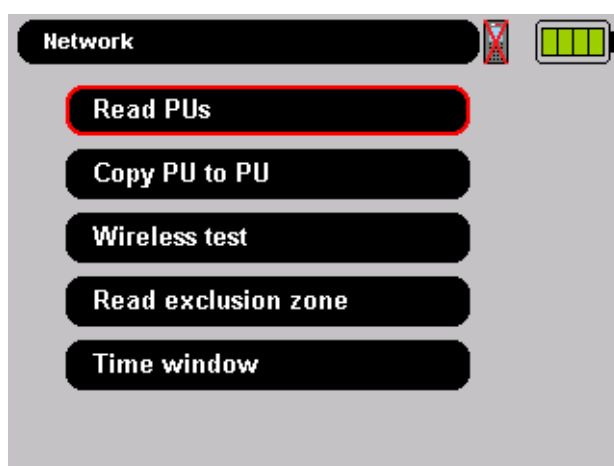 Network
Read PUs
Copy PU to PU
Wireless test
Read exclusion zone
Time window